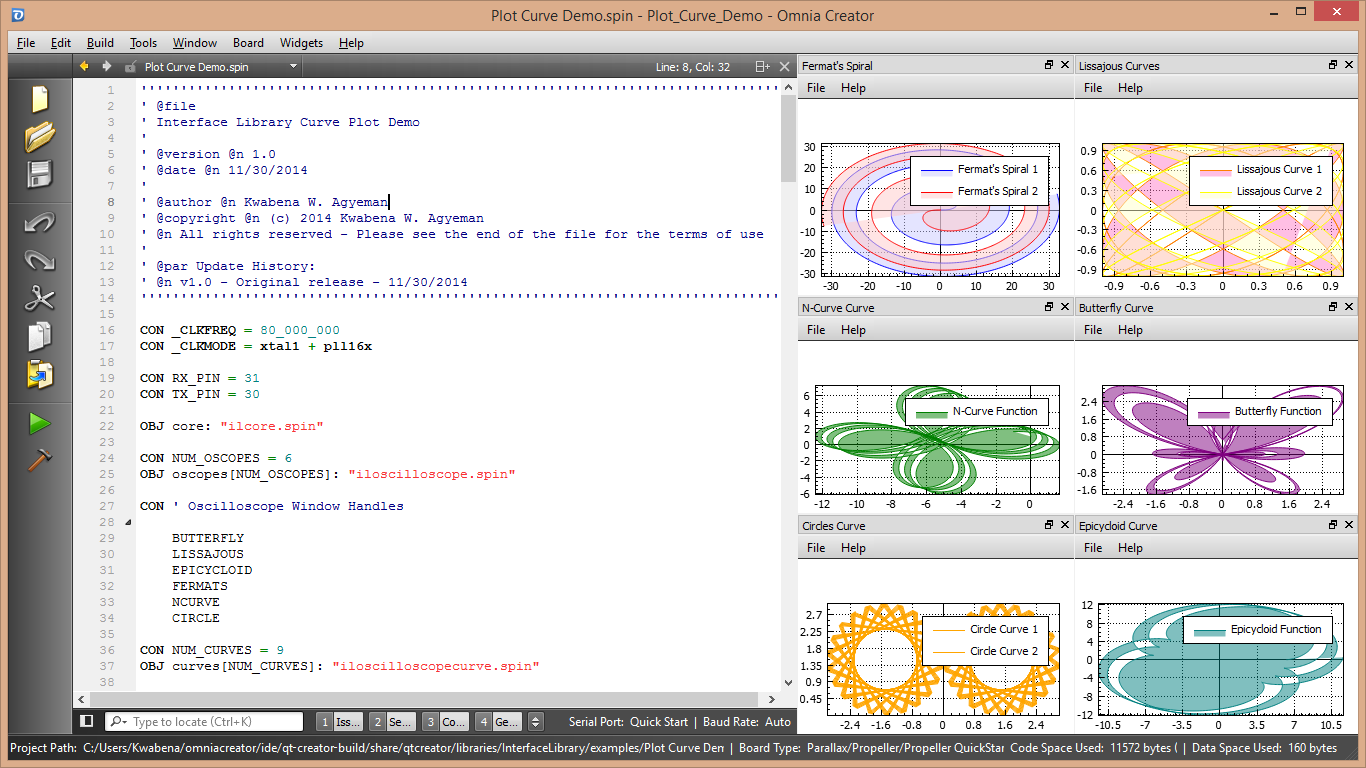 Plot Curve Demo.spin - Plot_Curve_Demo - Omnia Creator
File Edit Build Tools Window Board Widgets Help
Plot Curve Demo.spin
Line: 8, Col: 32
1 ''''''''''''''''''''''''''''''''''''''''''''''''''''''''''''''''''''''''''''''''
2 ' @file
3 ' Interface Library Curve Plot Demo
4 '
5 ' @version @n 1.0
6 ' @date @n 11/30/2014
7 '
8 ' @author @n Kwabena W. Agyeman
9 ' @copyright @n (c) 2014 Kwabena W. Agyeman
10 ' @n All rights reserved - Please see the end of the file for the terms of use
11 '
12 ' @par Update History:
13 ' @n v1.0 - Original release - 11/30/2014
14 ''''''''''''''''''''''''''''''''''''''''''''''''''''''''''''''''''''''''''''''''
15
16 CON _CLKFREQ = 80_000_000
17 CON _CLKMODE = xtal1 + pll16x
18
19 CON RX_PIN = 31
20 CON TX_PIN = 30
21
22 OBJ core: "ilcore.spin"
23
24 CON NUM_OSCOPES = 6
25 OBJ oscopes[NUM_OSCOPES]: "iloscilloscope.spin"
26
27 CON ' Oscilloscope Window Handles
28
29 BUTTERFLY
30 LISSAJOUS
31 EPICYCLOID
32 FERMATS
33 NCURVE
34 CIRCLE
35
36 CON NUM_CURVES = 9
37 OBJ curves[NUM_CURVES]: "iloscilloscopecurve.spin"
38
Fermat's Spiral
File Help
Fermat's Spiral 1
Fermat's Spiral 2
30
20
10
0
-10
-20
-30
-30 -20 -10 0 10 20 30
Lissajous Curves
File Help
Lissajous Curve 1
Lissajous Curve 2
0.9
0.6
0.3
0
-0.3
-0.6
-0.9
-0.9 -0.6 -0.3 0 0.3 0.6 0.9
N-Curve Curve
File Help
N-Curve Function
6
4
2
0
-2
-4
-6
-12 -10 -8 -6 -4 -2 0
Butterfly Curve
File Help
Butterfly Function
2.4
1.6
0.8
0
-0.8
-1.6
-2.4 -1.6 -0.8 0 0.8 1.6 2.4
Circles Curve
File Help
Circle Curve 1
Circle Curve 2
2.7
2.25
1.8
1.35
0.9
0.45
-2.4 -1.6 -0.8 0 0.8 1.6 2.4
Epicycloid Curve
File Help
Epicycloid Function
12
8
4
0
-4
-8
-12
-10.5 -7 -3.5 0 3.5 7 10.5
Type to locate (Ctrl+K)
1 Iss... 2 Se... 3 Co... 4 Ge...
Serial Port: Quick Start | Baud Rate: Auto
Project Path: C:/Users/Kwabena/omniacreator/ide/qt-creator-build/share/qtcreator/libraries/InterfaceLibrary/examples/Plot Curve Den | Board Type: Parallax/Propeller/Propeller QuickStar Code Space Used: 11572 bytes ( | Data Space Used: 160 bytes